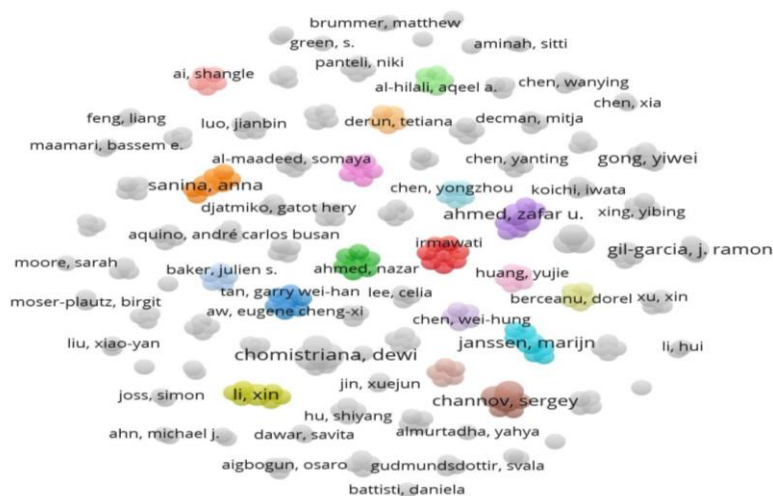 brummer, matthew
green, s.
aminah, sitti
panteli, niki
ai, shangle
al-hilali, aqeel a.
chen, wanying
chen, xia
feng, liang
luo, jianbin
derun, tetiana
decman, mitja
maamari, bassem e.
al-maadeed, somaya
chen, yanting
gong, yiwei
sanina, anna
chen, yongzhou
koichi, iwata
djatmiko, gatot hery
ahmed, zafar u.
xing, yibing
aquino, andré carlos busan
irmawati
gil-garcia, j. ramon
moore, sarah
baker, julien s.
ahmed, nazar
huang, yujie
tan, garry wei-han
lee, celia
moser-plautz, birgit
berceanu, dorel
xu, xin
aw, eugene cheng-xi
chen, wei-hung
liu, xiao-yan
chomistriana, dewi
janssen, marijn
li, hui
joss, simon
li, xin
jin, xuejun
channov, sergey
hu, shiyang
ahn, michael j.
dawar, savita
almurtadha, yahya
aigbogun, osaro
gudmundsdottir, svala
battisti, daniela